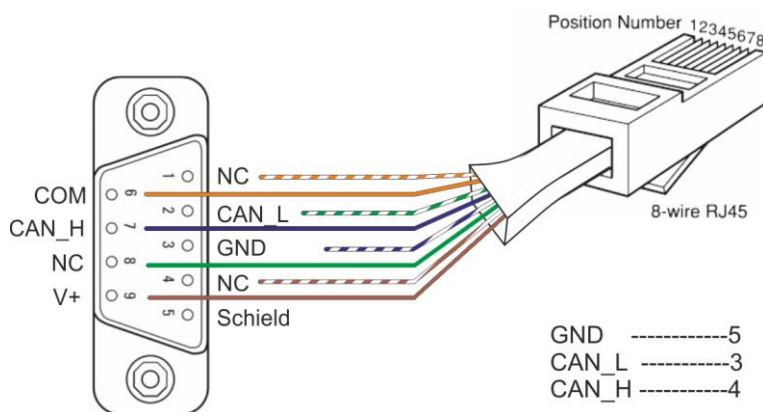 Position Number 12345678
8-wire RJ45
1 NC
COM 6
2 CAN_L
CAN_H 7
3 GND
NC 8
4 NC
V+ 9
5 Schield
GND -----------5
CAN_L -----------3
CAN_H -----------4